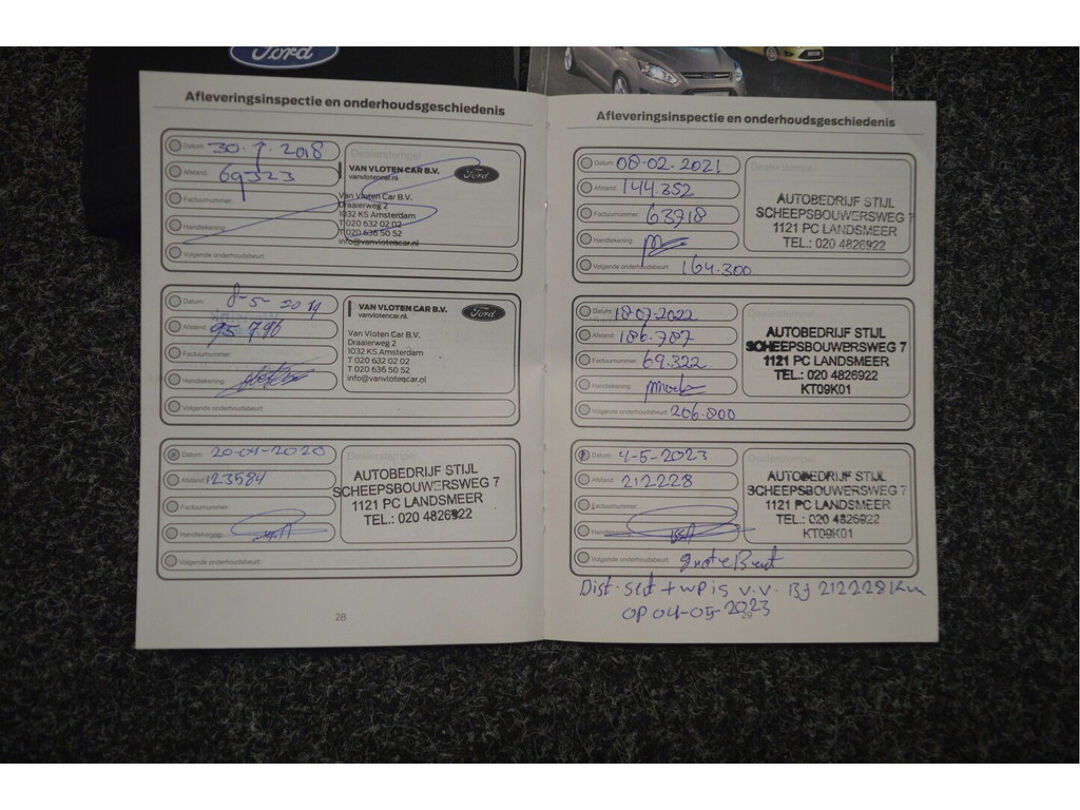 Ford
Afleveringsinspectie en onderhoudsgeschiedenis
Datum: 30-7-2018
Afstand: 69323
Factuurnummer:
Handtekening:
Volgende onderhoudsbeurt:
Dealerstempel
VAN VLOTEN CAR B.V.
vanvlotencar.nl
Ford
Van Vloten Car B.V.
Draaierweg 2
1032 KS Amsterdam
T 020 632 02 02
T 020 636 50 52
info@vanvlotencar.nl
Datum: 8-5-2019
Afstand: 95.796
Factuurnummer:
Handtekening:
Volgende onderhoudsbeurt:
VAN VLOTEN CAR B.V.
vanvlotencar.nl
Ford
Van Vloten Car B.V.
Draaierweg 2
1032 KS Amsterdam
T 020 632 02 02
T 020 636 50 52
info@vanvlotencar.nl
Datum: 20-04-2020
Afstand: 123584
Factuurnummer:
Handtekening:
Volgende onderhoudsbeurt:
Dealerstempel
AUTOBEDRIJF STIJL
SCHEEPSBOUWERSWEG 7
1121 PC LANDSMEER
TEL.: 020 4826922
28
Afleveringsinspectie en onderhoudsgeschiedenis
Datum: 08-02-2021
Afstand: 144.352
Factuurnummer: 63718
Handtekening:
Volgende onderhoudsbeurt: 164.300
Dealerstempel
AUTOBEDRIJF STIJL
SCHEEPSBOUWERSWEG 7
1121 PC LANDSMEER
TEL.: 020 4826922
Datum: 18-07-2022
Afstand: 186.787
Factuurnummer: 69.322
Handtekening:
Volgende onderhoudsbeurt: 206.800
Dealerstempel
AUTOBEDRIJF STIJL
SCHEEPSBOUWERSWEG 7
1121 PC LANDSMEER
TEL.: 020 4826922
KT09K01
Datum: 4-5-2023
Afstand: 212228
Factuurnummer:
Handtekening:
Volgende onderhoudsbeurt: grote Beurt
Dealerstempel
AUTOBEDRIJF STIJL
SCHEEPSBOUWERSWEG 7
1121 PC LANDSMEER
TEL.: 020 4826922
KT09K01
Dist. set + wp is v.v. Bij 212228 Km
OP 04-05-2023
29